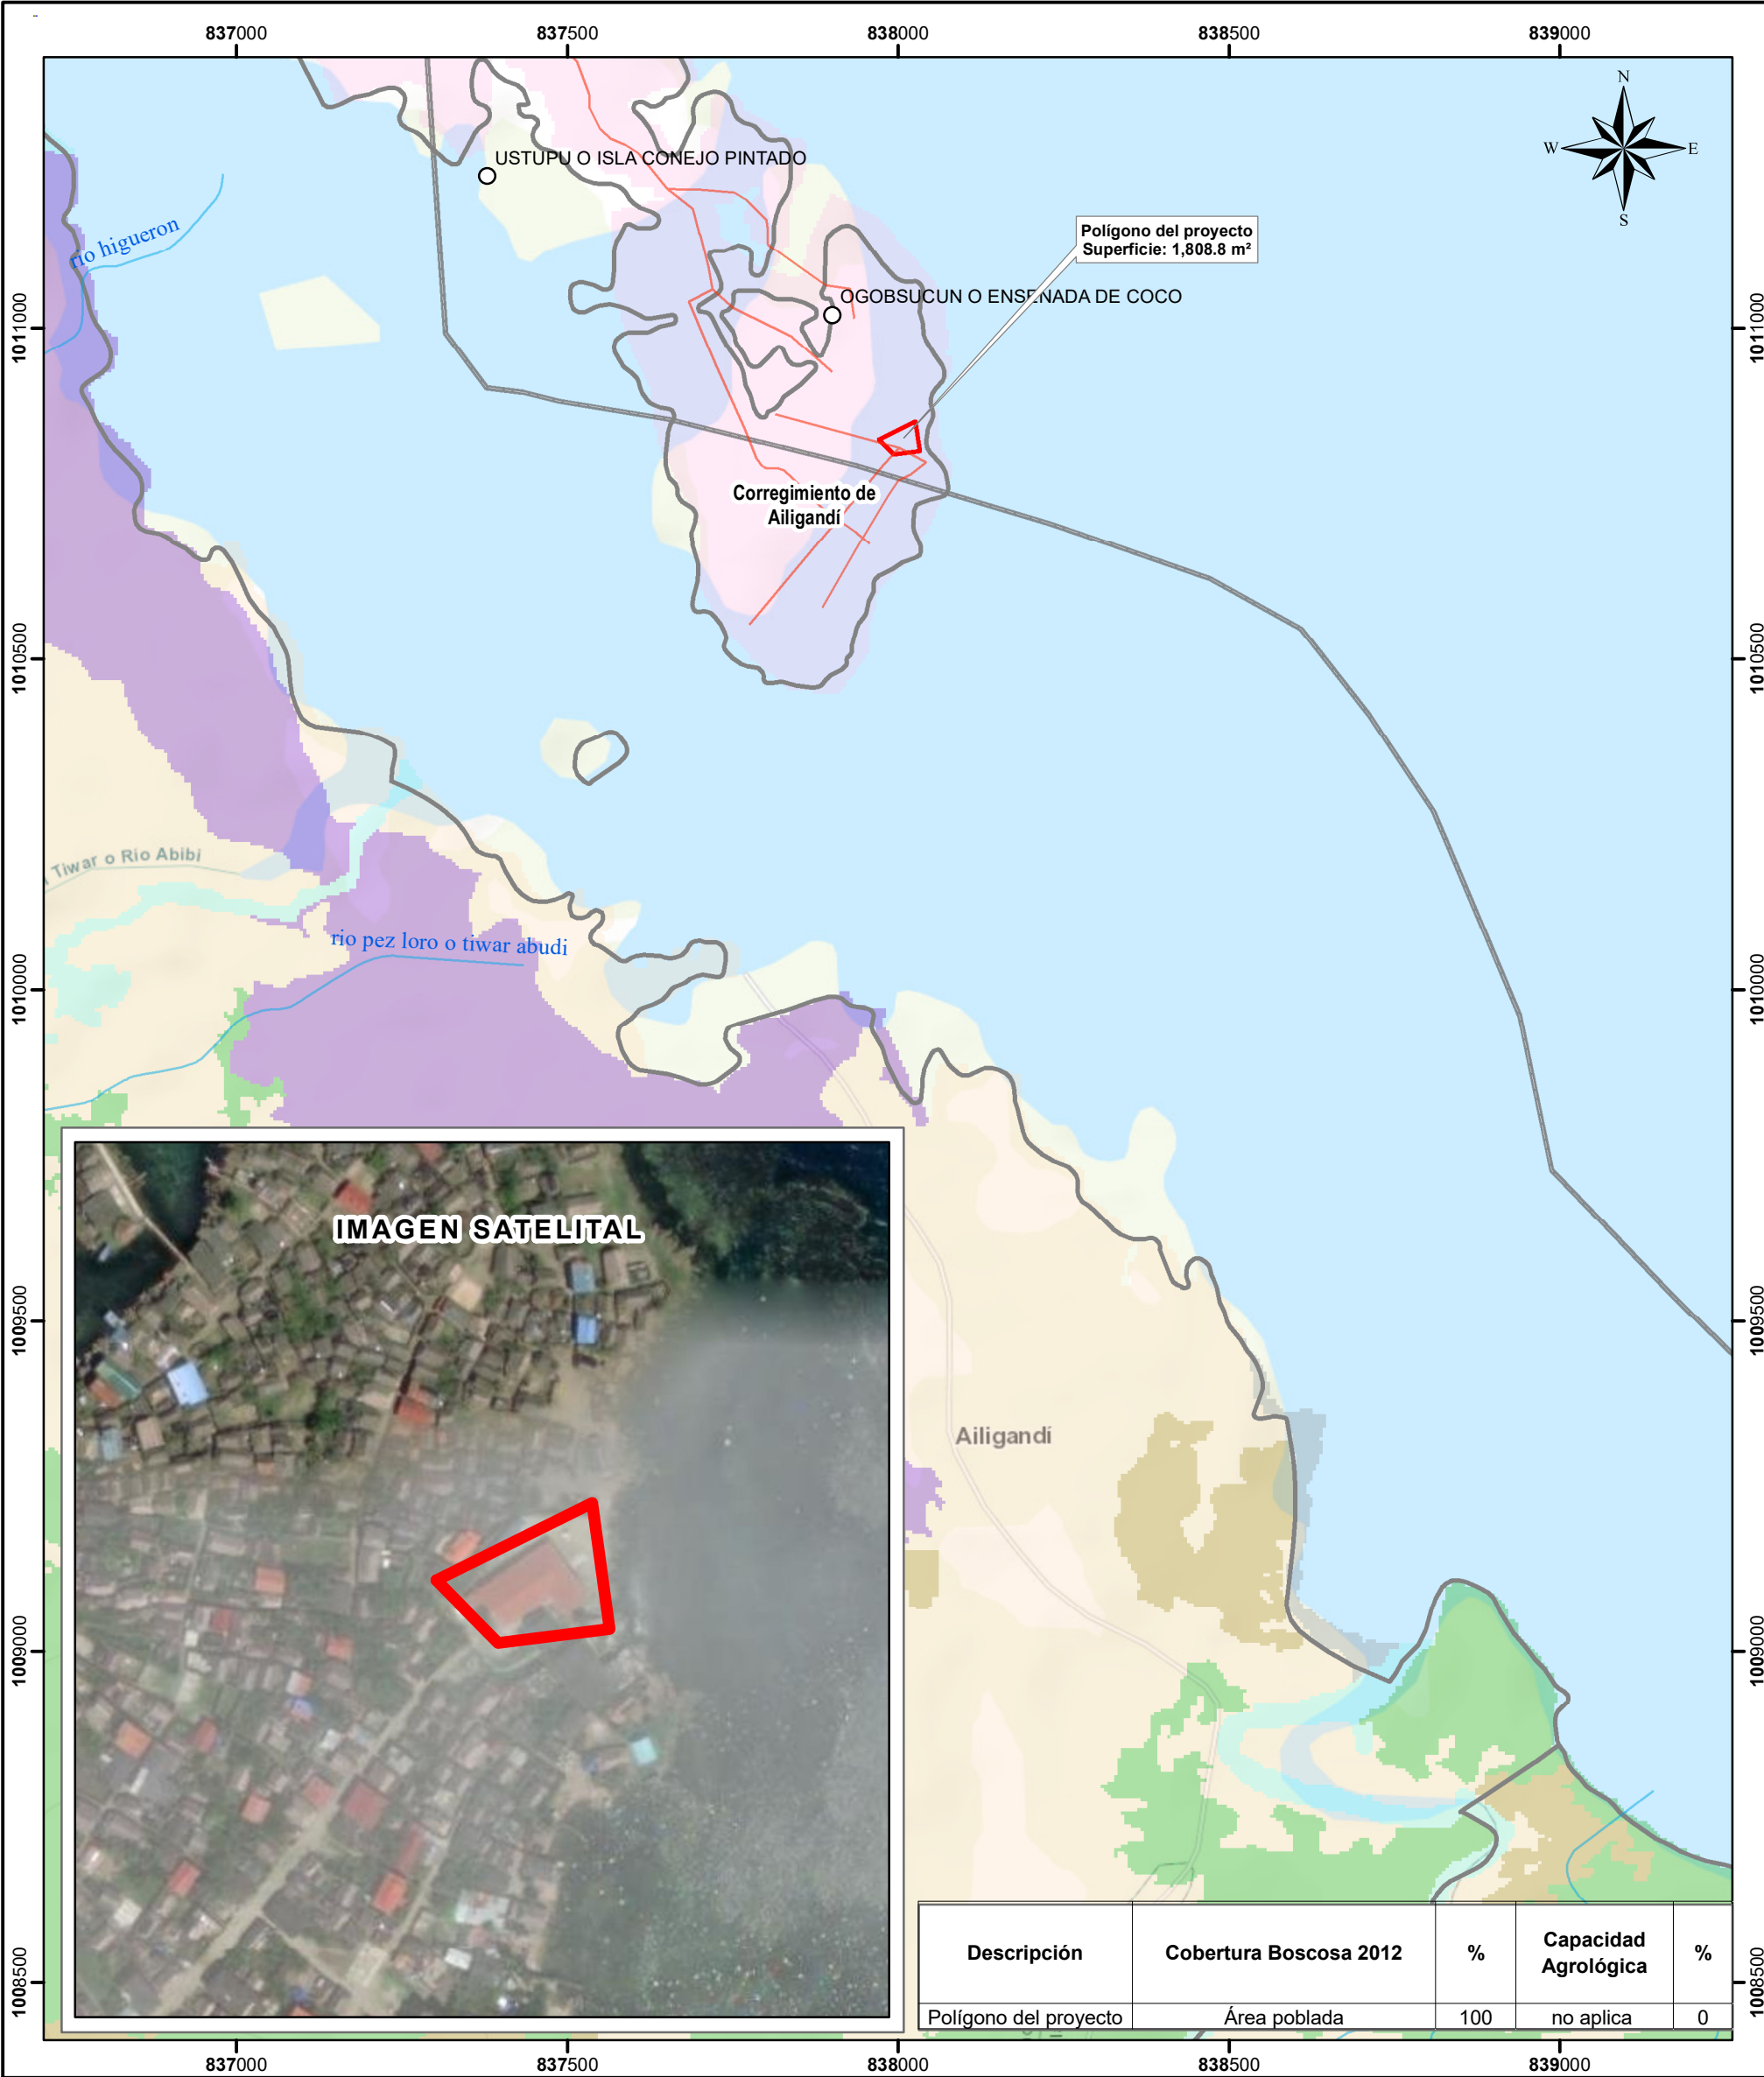 837000 837500 838000 838500 839000
N
W E
S
USTUPU O ISLA CONEJO PINTADO
rio higueron
Polígono del proyecto
Superficie: 1,808.8 m²
OGOBSUCUN O ENSENADA DE COCO
1011000 1011000
Corregimiento de
Ailigandí
1010500 1010500
Tiwar o Río Abibi
rio pez loro o tiwar abudi
1010000 1010000
IMAGEN SATELITAL
1009500 1009500
Ailigandí
1009000 1009000
Descripción Cobertura Boscosa 2012 % Capacidad Agrológica %
Polígono del proyecto Área poblada 100 no aplica 0
1008500 1008500
837000 837500 838000 838500 839000